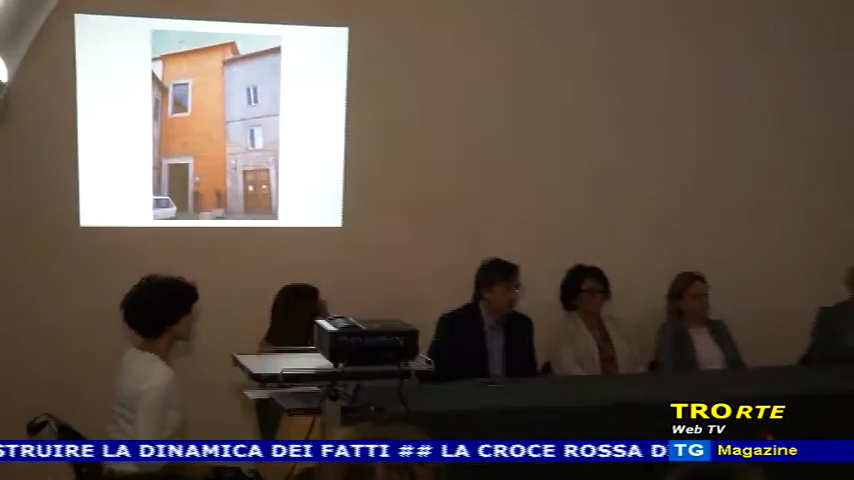 TRORTE
Web TV
STRUIRE LA DINAMICA DEI FATTI ## LA CROCE ROSSA D
TG Magazine